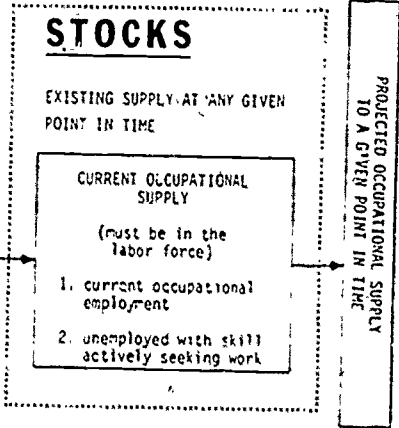 STOCKS
EXISTING SUPPLY AT ANY GIVEN
POINT IN TIME
CURRENT OCCUPATIONAL
SUPPLY
(must be in the
labor force)
1. current occupational
employment
2. unemployed with skill
actively seeking work
PROJECTED OCCUPATIONAL SUPPLY
TO A GIVEN POINT IN TIME